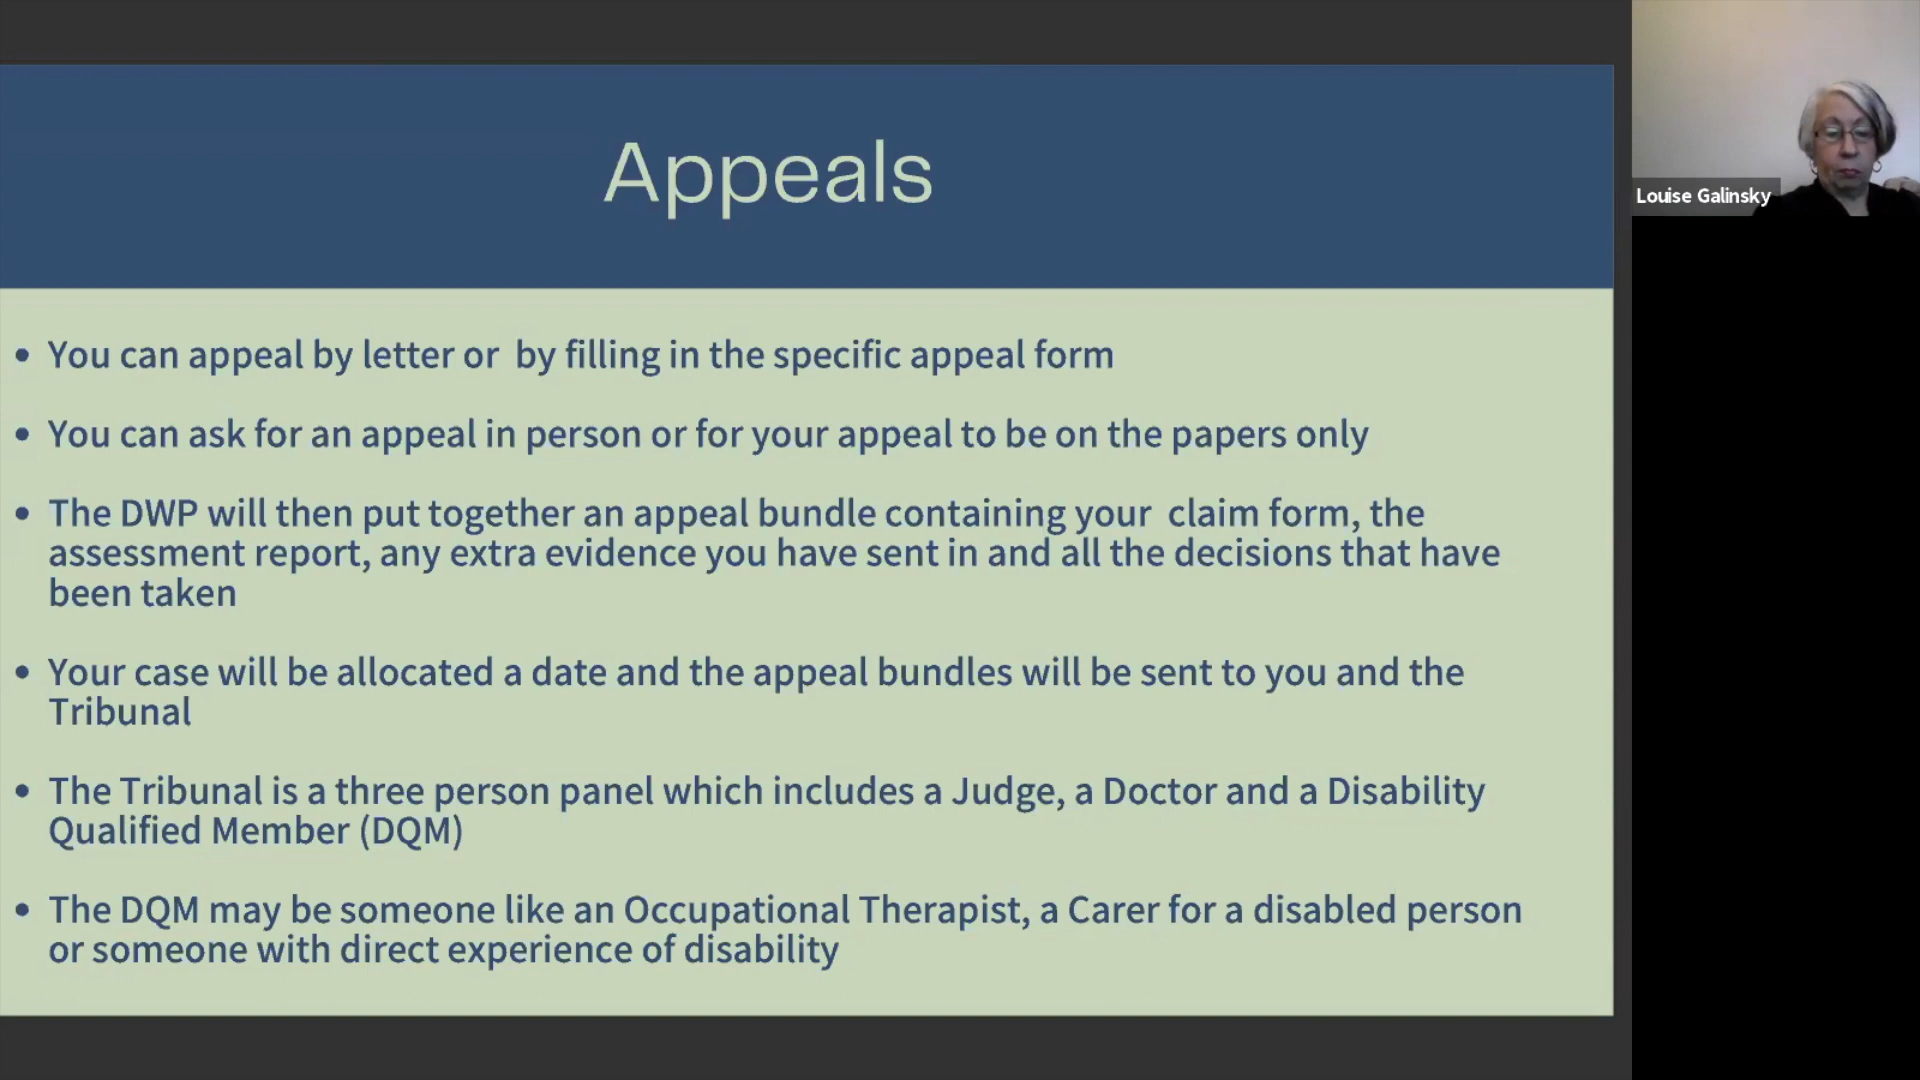 Appeals
• You can appeal by letter or  by filling in the specific appeal form
• You can ask for an appeal in person or for your appeal to be on the papers only
• The DWP will then put together an appeal bundle containing your  claim form, the
assessment report, any extra evidence you have sent in and all the decisions that have
been taken
• Your case will be allocated a date and the appeal bundles will be sent to you and the
Tribunal
• The Tribunal is a three person panel which includes a Judge, a Doctor and a Disability
Qualified Member (DQM)
• The DQM may be someone like an Occupational Therapist, a Carer for a disabled person
or someone with direct experience of disability
Louise Galinsky